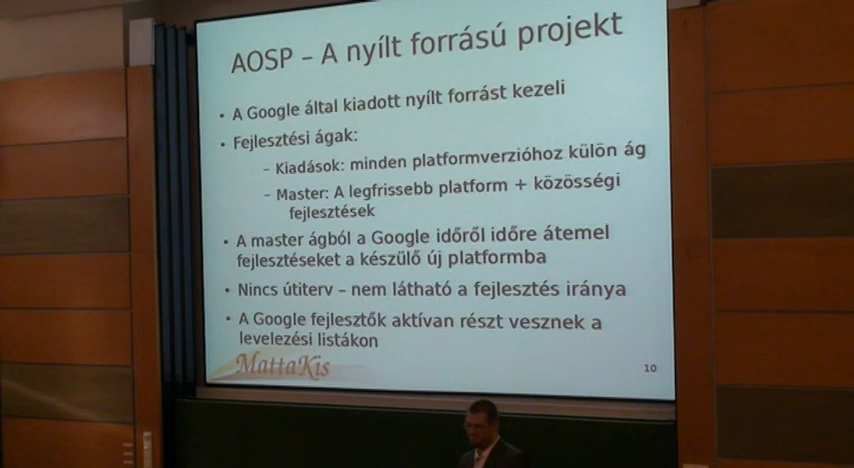 AOSP – A nyílt forrású projekt
• A Google által kiadott nyílt forrást kezeli
• Fejlesztési ágak:
– Kiadások: minden platformverzióhoz külön ág
– Master: A legfrissebb platform + közösségi
fejlesztések
• A master ágból a Google időről időre átemel
fejlesztéseket a készülő új platformba
• Nincs útiterv – nem látható a fejlesztés iránya
• A Google fejlesztők aktívan részt vesznek a
levelezési listákon
MattaKis
10